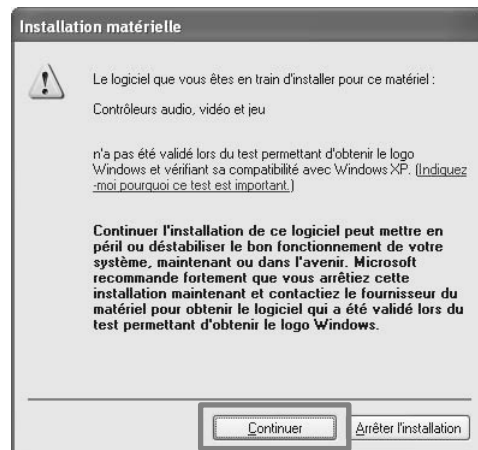 Installation matérielle
Le logiciel que vous êtes en train d'installer pour ce matériel :
Contrôleurs audio, vidéo et jeu
n'a pas été validé lors du test permettant d'obtenir le logo
Windows et vérifiant sa compatibilité avec Windows XP. (Indiquez
-moi pourquoi ce test est important.)
Continuer l'installation de ce logiciel peut mettre en
péril ou déstabiliser le bon fonctionnement de votre
système, maintenant ou dans l'avenir. Microsoft
recommande fortement que vous arrêtiez cette
installation maintenant et contactiez le fournisseur du
matériel pour obtenir le logiciel qui a été validé lors du
test permettant d'obtenir le logo Windows.
Continuer
Arrêter l'installation